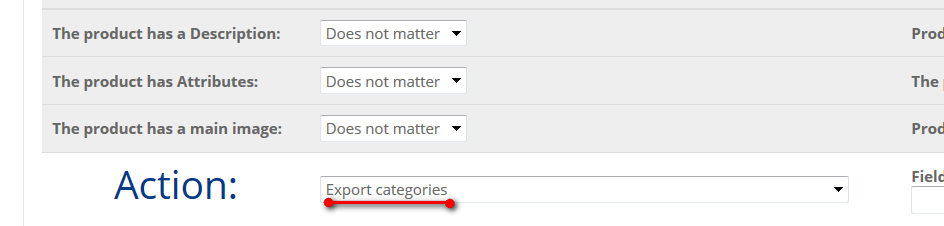 The product has a Description: Does not matter Prod
The product has Attributes: Does not matter The
The product has a main image: Does not matter Prod
Action: Export categories Field